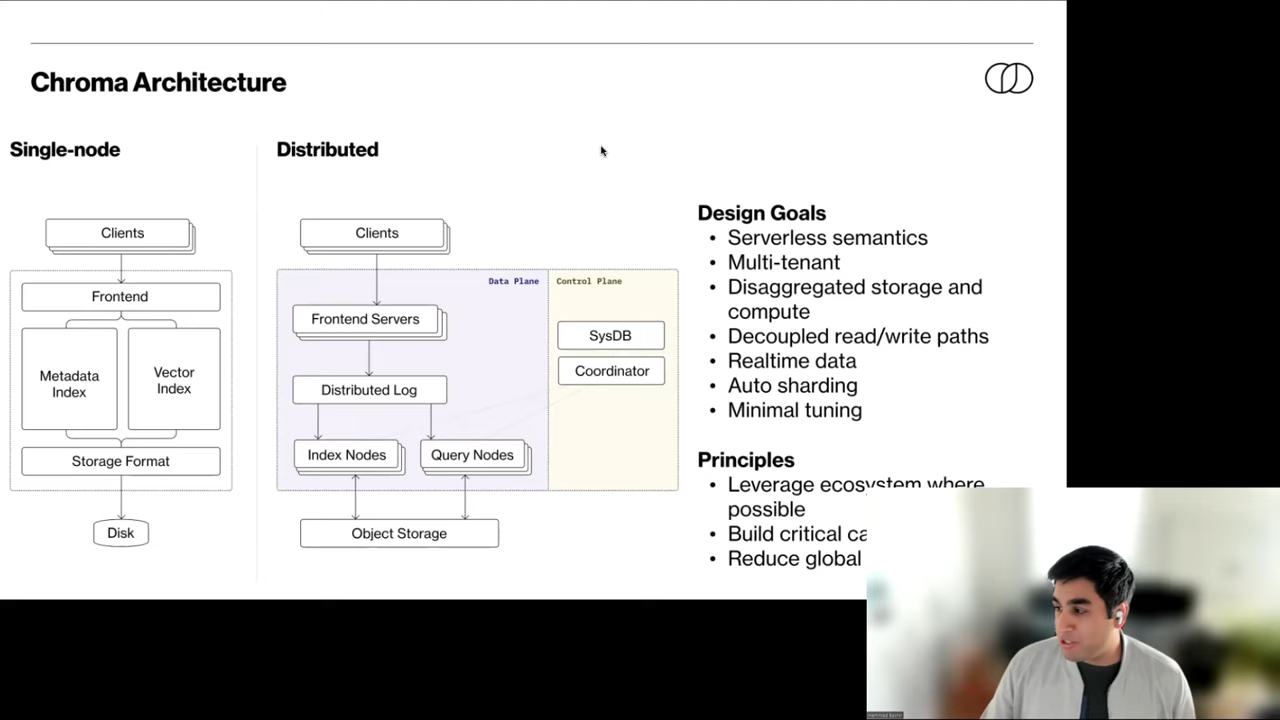 Chroma Architecture
Single-node
Clients
Frontend
Metadata
Index
Vector
Index
Storage Format
Disk
Distributed
Clients
Data Plane
Control Plane
Frontend Servers
SysDB
Distributed Log
Coordinator
Index Nodes
Query Nodes
Object Storage
Design Goals
• Serverless semantics
• Multi-tenant
• Disaggregated storage and
compute
• Decoupled read/write paths
• Realtime data
• Auto sharding
• Minimal tuning
Principles
• Leverage ecosystem where
possible
• Build critical ca
• Reduce global